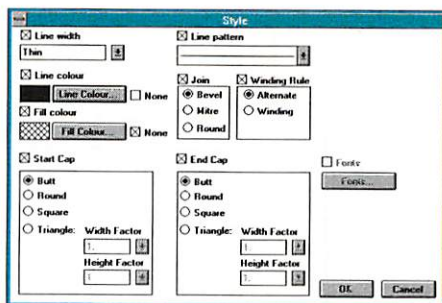 Style
Line width
Line pattern
Thin
Line colour
Line Colour...
None
Join
Winding Rule
Bevel
Alternate
Fill colour
Mitre
Winding
Fill Colour...
None
Round
Start Cap
End Cap
Fonts
Butt
Butt
Fonts...
Round
Round
Square
Square
Triangle: Width Factor
Triangle: Width Factor
1.
1.
Height Factor
Height Factor
1.
1.
OK
Cancel